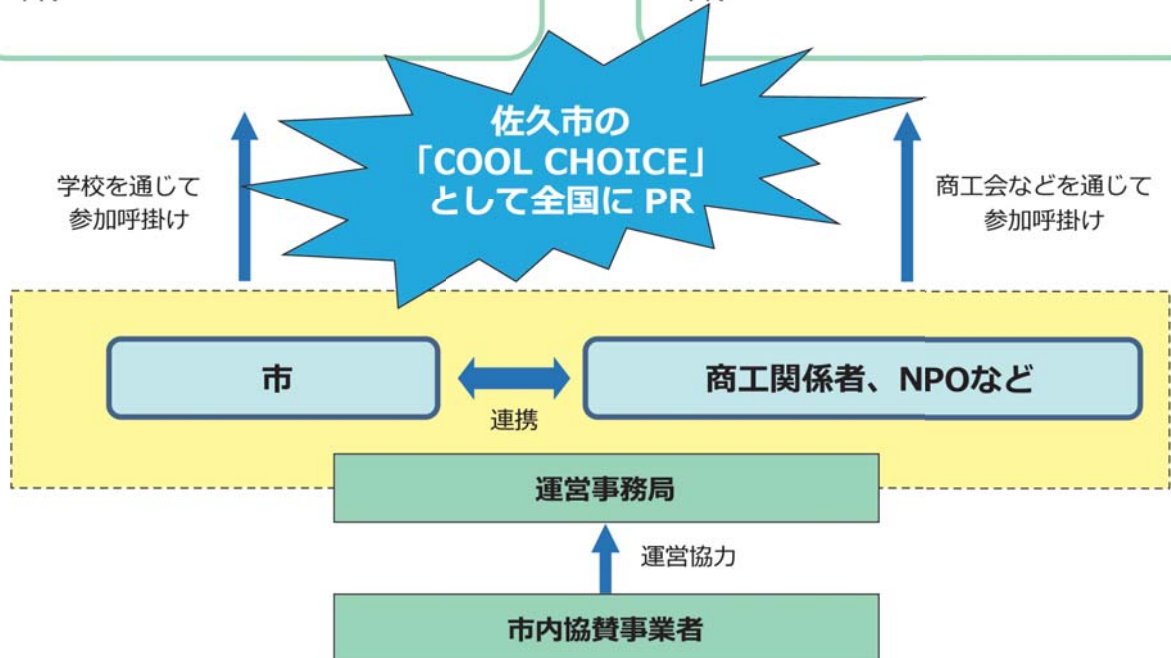 佐久市の
「COOL CHOICE」
として全国に PR
学校を通じて
参加呼掛け
商工会などを通じて
参加呼掛け
市
連携
商工関係者、NPOなど
運営事務局
運営協力
市内協賛事業者